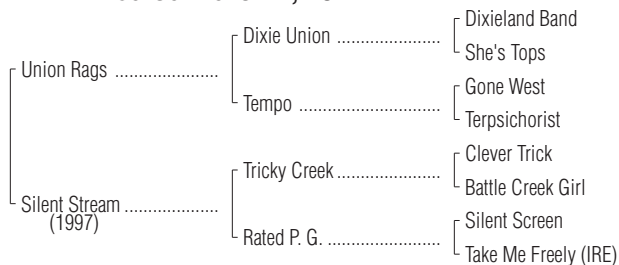 Dixieland Band
Dixie Union
She's Tops
Union Rags
Gone West
Tempo
Terpsichorist
Clever Trick
Tricky Creek
Battle Creek Girl
Silent Stream
(1997)
Silent Screen
Rated P. G.
Take Me Freely (IRE)